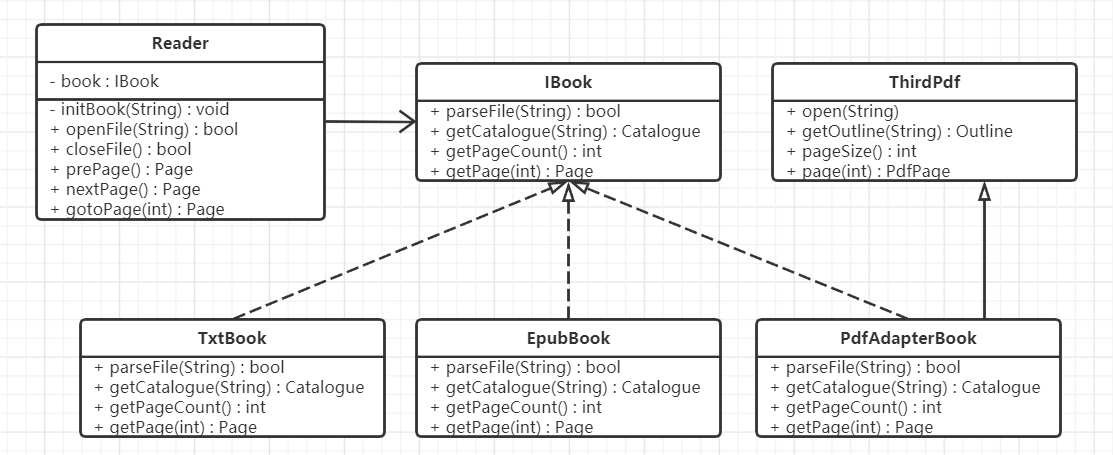 Reader
- book : IBook
- initBook(String) : void
+ openFile(String) : bool
+ closeFile() : bool
+ prePage() : Page
+ nextPage() : Page
+ gotoPage(int) : Page
IBook
+ parseFile(String) : bool
+ getCatalogue(String) : Catalogue
+ getPageCount() : int
+ getPage(int) : Page
ThirdPdf
+ open(String)
+ getOutline(String) : Outline
+ pageSize() : int
+ page(int) : PdfPage
TxtBook
+ parseFile(String) : bool
+ getCatalogue(String) : Catalogue
+ getPageCount() : int
+ getPage(int) : Page
EpubBook
+ parseFile(String) : bool
+ getCatalogue(String) : Catalogue
+ getPageCount() : int
+ getPage(int) : Page
PdfAdapterBook
+ parseFile(String) : bool
+ getCatalogue(String) : Catalogue
+ getPageCount() : int
+ getPage(int) : Page